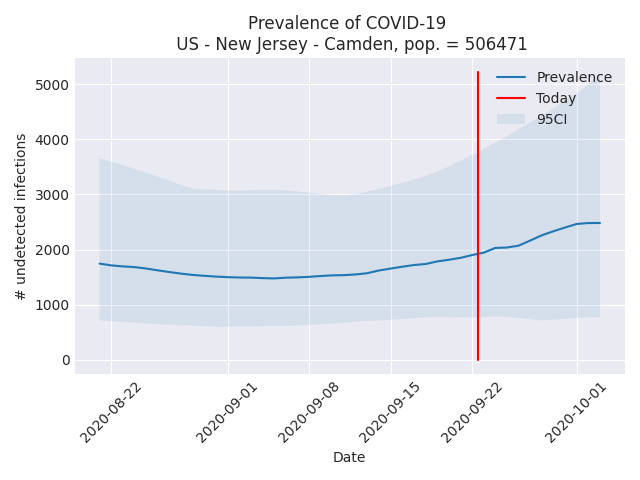 Prevalence of COVID-19
US - New Jersey - Camden, pop. = 506471
Prevalence
Today
95CI
5000
4000
3000
2000
1000
0
# undetected infections
2020-08-22
2020-09-01
2020-09-08
2020-09-15
2020-09-22
2020-10-01
Date